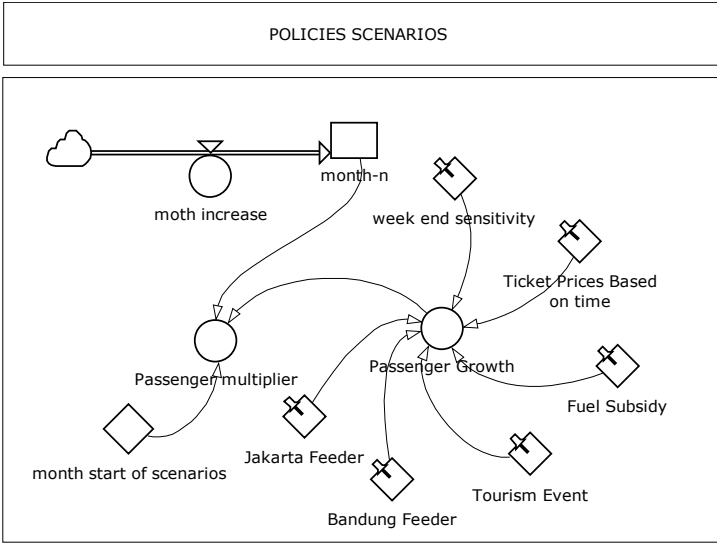 POLICIES SCENARIOS
month-n
moth increase
week end sensitivity
Ticket Prices Based
on time
Passenger multiplier
Passenger Growth
Fuel Subsidy
Jakarta Feeder
month start of scenarios
Tourism Event
Bandung Feeder